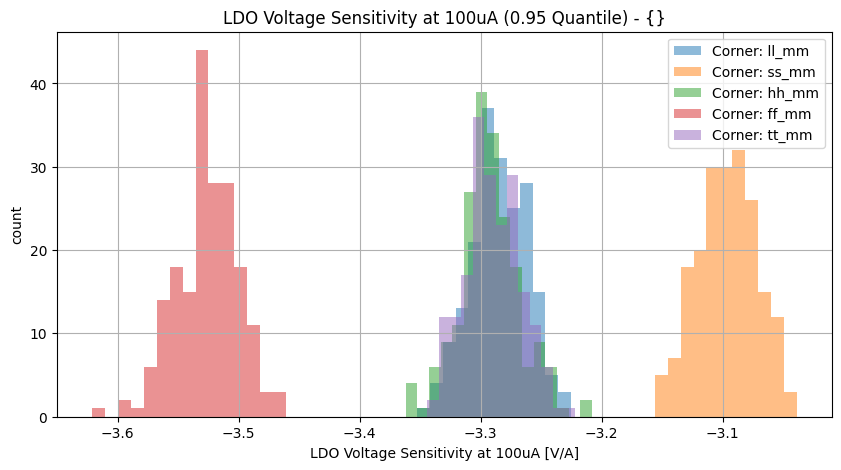 LDO Voltage Sensitivity at 100uA (0.95 Quantile) - {}
Corner: ll_mm
Corner: ss_mm
Corner: hh_mm
Corner: ff_mm
Corner: tt_mm
40
30
20
10
0
count
−3.6
−3.5
−3.4
−3.3
−3.2
−3.1
LDO Voltage Sensitivity at 100uA [V/A]